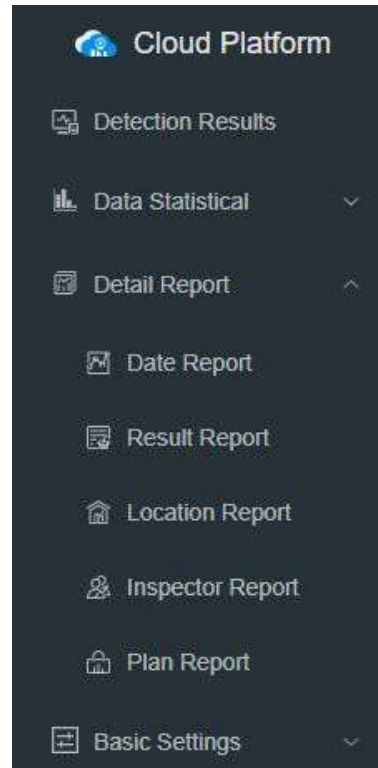 Cloud Platform
Detection Results
Data Statistical
Detail Report
Date Report
Result Report
Location Report
Inspector Report
Plan Report
Basic Settings